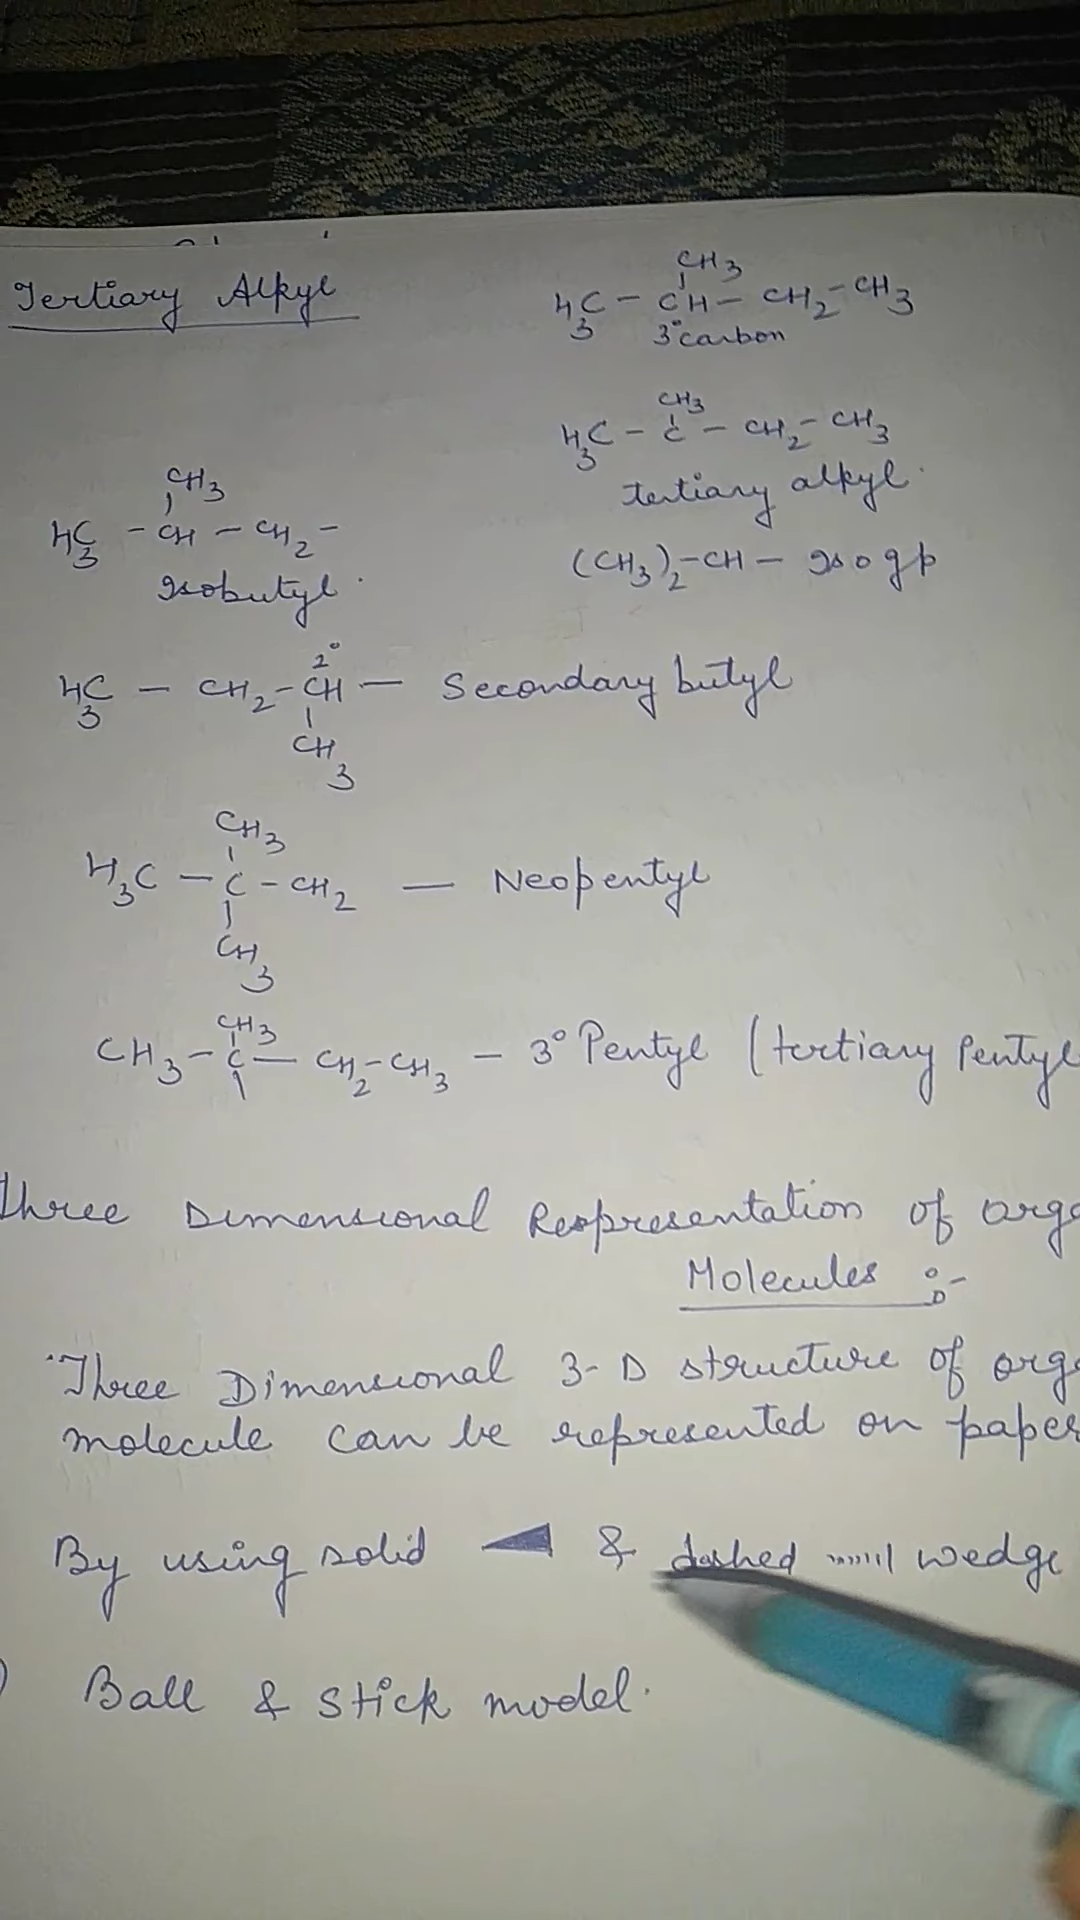 Tertiary Alkyl
CH3
H3C - CH - CH2 - CH3
3° carbon
CH3
H3C - C - CH2 - CH3
tertiary alkyl
CH3
H3C - CH - CH2 -
Isobutyl
(CH3)2 - CH - Iso gp
2°
H3C - CH2 - CH - Secondary butyl
CH3
CH3
H3C - C - CH2 - Neopentyl
CH3
CH3
CH3 - C - CH2 - CH3 - 3° Pentyl (tertiary Pentyl
Three Dimensional Respresentation of orga
Molecules :-
Three Dimensional 3-D structure of orga
molecule can be represented on paper
By using solid & dashed wedge
) Ball & stick model.